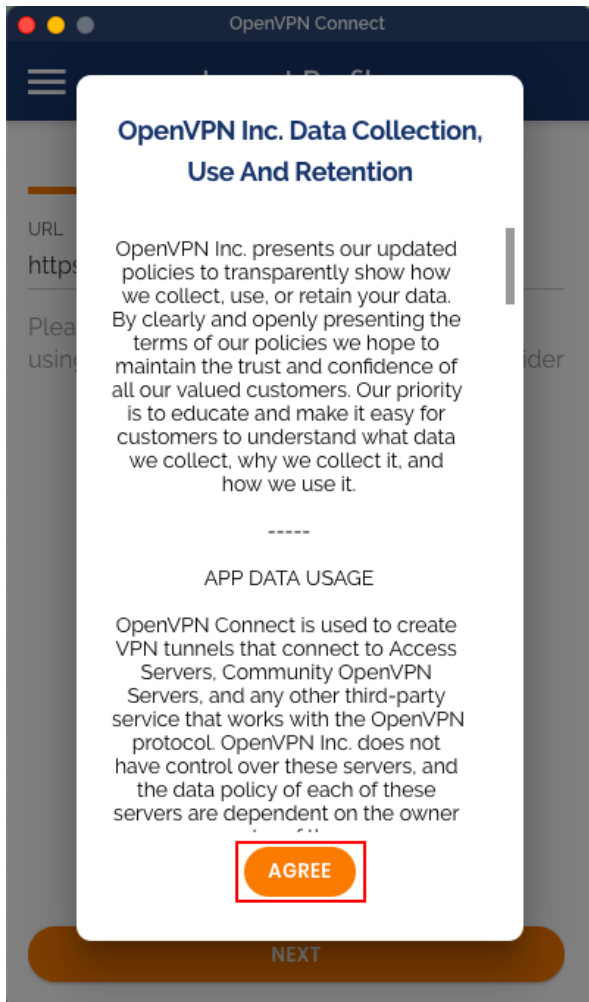 OpenVPN Connect
OpenVPN Inc. Data Collection,
Use And Retention
URL
https
Plea
using
ider
OpenVPN Inc. presents our updated
policies to transparently show how
we collect, use, or retain your data.
By clearly and openly presenting the
terms of our policies we hope to
maintain the trust and confidence of
all our valued customers. Our priority
is to educate and make it easy for
customers to understand what data
we collect, why we collect it, and
how we use it.
-----
APP DATA USAGE
OpenVPN Connect is used to create
VPN tunnels that connect to Access
Servers, Community OpenVPN
Servers, and any other third-party
service that works with the OpenVPN
protocol. OpenVPN Inc. does not
have control over these servers, and
the data policy of each of these
servers are dependent on the owner
AGREE
NEXT